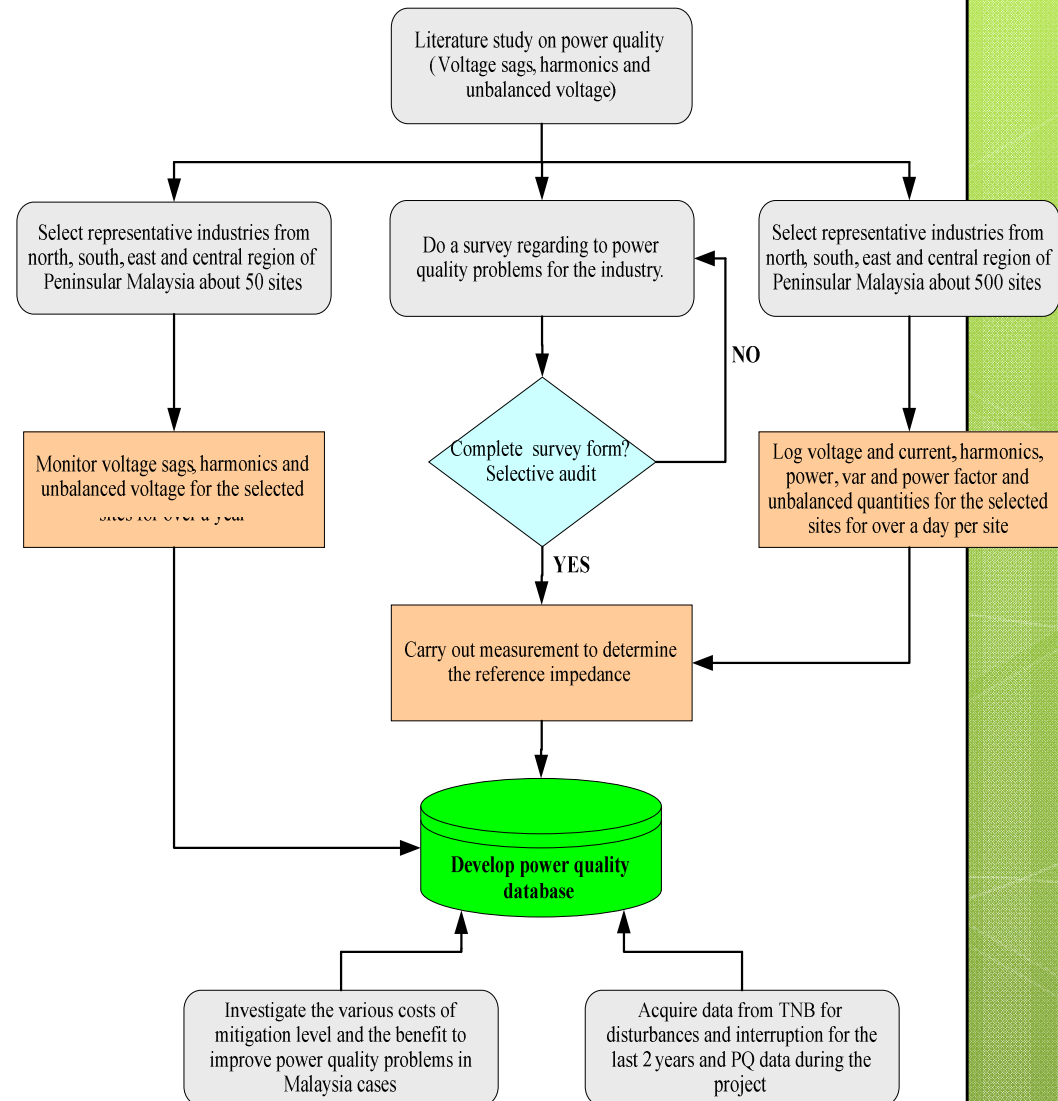 Literature study on power quality
(Voltage sags, harmonics and
unbalanced voltage)
Select representative industries from
north, south, east and central region of
Peninsular Malaysia about 50 sites
Do a survey regarding to power
quality problems for the industry.
Select representative industries from
north, south, east and central region of
Peninsular Malaysia about 500 sites
NO
Complete survey form?
Selective audit
Monitor voltage sags, harmonics and
unbalanced voltage for the selected
sites for over a year
Log voltage and current, harmonics,
power, var and power factor and
unbalanced quantities for the selected
sites for over a day per site
YES
Carry out measurement to determine
the reference impedance
Develop power quality
database
Investigate the various costs of
mitigation level and the benefit to
improve power quality problems in
Malaysia cases
Acquire data from TNB for
disturbances and interruption for the
last 2 years and PQ data during the
project